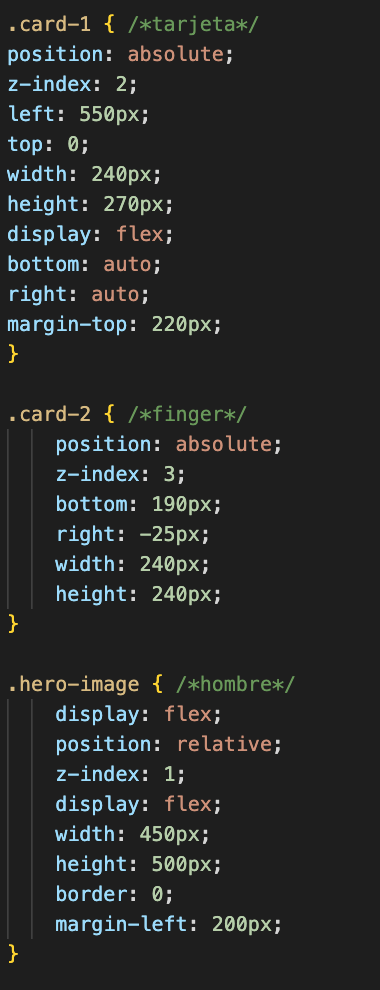 .card-1 { /*tarjeta*/
position: absolute;
z-index: 2;
left: 550px;
top: 0;
width: 240px;
height: 270px;
display: flex;
bottom: auto;
right: auto;
margin-top: 220px;
}

.card-2 { /*finger*/
    position: absolute;
    z-index: 3;
    bottom: 190px;
    right: -25px;
    width: 240px;
    height: 240px;
}

.hero-image { /*hombre*/
    display: flex;
    position: relative;
    z-index: 1;
    display: flex;
    width: 450px;
    height: 500px;
    border: 0;
    margin-left: 200px;
}